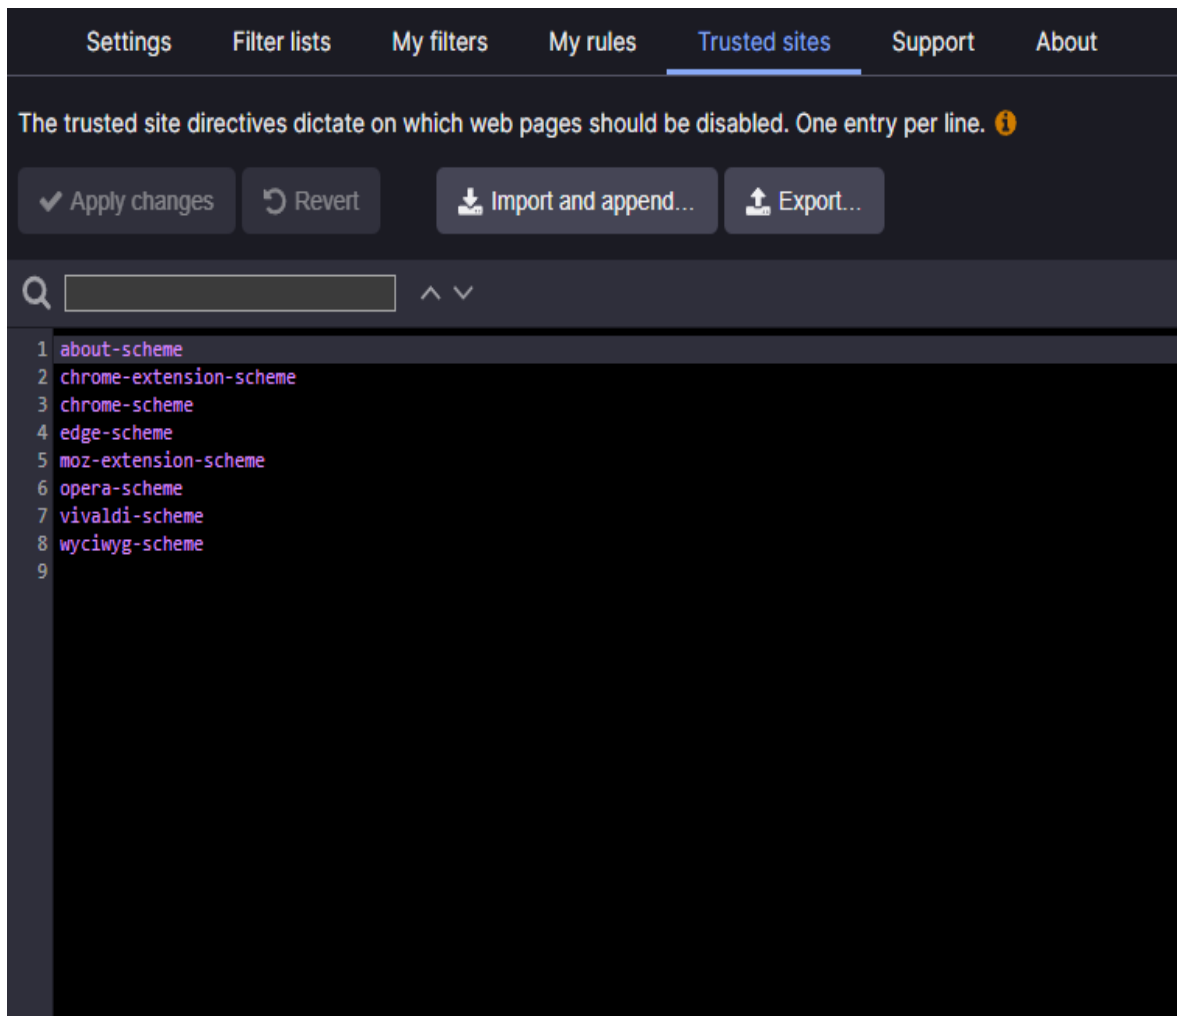 Settings Filter lists My filters My rules Trusted sites Support About
The trusted site directives dictate on which web pages should be disabled. One entry per line.
Apply changes Revert Import and append... Export...
1 about-scheme
2 chrome-extension-scheme
3 chrome-scheme
4 edge-scheme
5 moz-extension-scheme
6 opera-scheme
7 vivaldi-scheme
8 wyciwyg-scheme
9